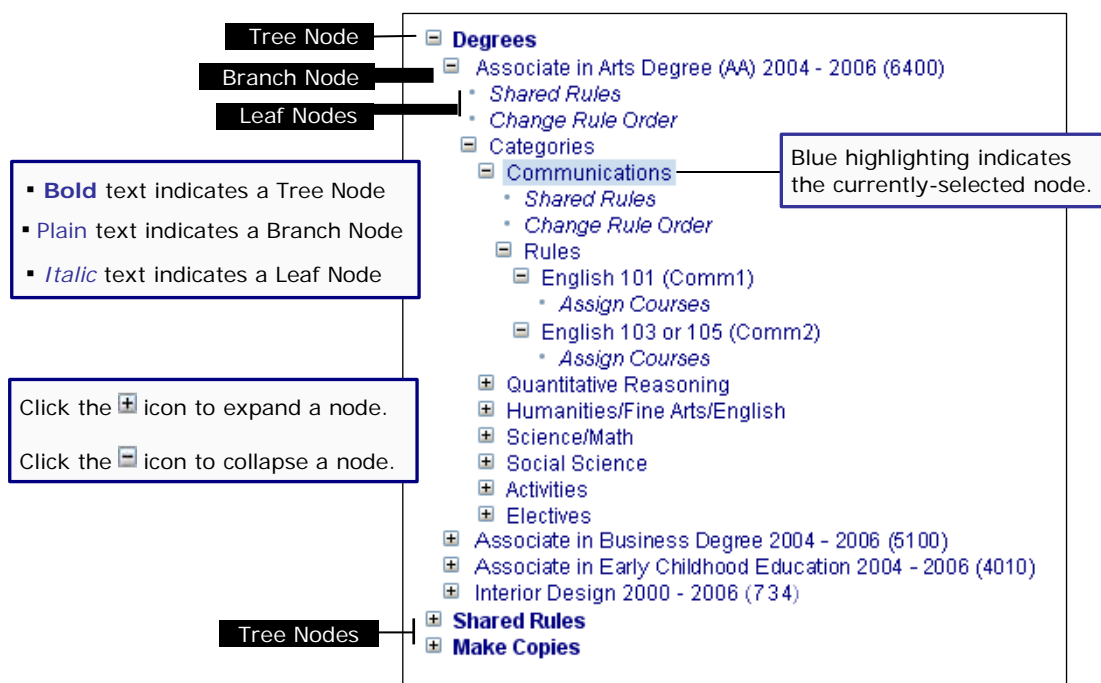 Tree Node
Degrees
Branch Node
Associate in Arts Degree (AA) 2004 - 2006 (6400)
Leaf Nodes
Shared Rules
Change Rule Order
Categories
Communications
Blue highlighting indicates
the currently-selected node.
▪ Bold text indicates a Tree Node
▪ Plain text indicates a Branch Node
▪ Italic text indicates a Leaf Node
Shared Rules
Change Rule Order
Rules
English 101 (Comm1)
Assign Courses
English 103 or 105 (Comm2)
Assign Courses
Quantitative Reasoning
Humanities/Fine Arts/English
Science/Math
Social Science
Activities
Electives
Click the + icon to expand a node.
Click the - icon to collapse a node.
Associate in Business Degree 2004 - 2006 (5100)
Associate in Early Childhood Education 2004 - 2006 (4010)
Interior Design 2000 - 2006 (734)
Tree Nodes
Shared Rules
Make Copies